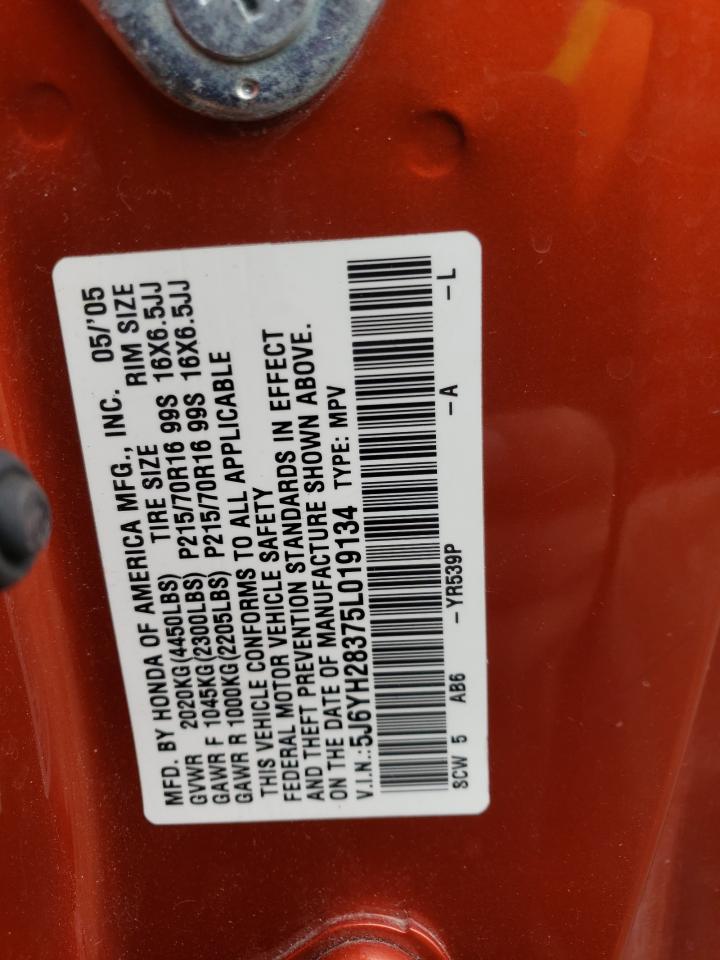 MFD. BY HONDA OF AMERICA MFG., INC. 05/'05
GVWR 2020KG(4450LBS) TIRE SIZE RIM SIZE
GAWR F 1045KG(2300LBS) P215/70R16 99S 16X6.5JJ
GAWR R 1000KG(2205LBS) P215/70R16 99S 16X6.5JJ
THIS VEHICLE CONFORMS TO ALL APPLICABLE
FEDERAL MOTOR VEHICLE SAFETY
AND THEFT PREVENTION STANDARDS IN EFFECT
ON THE DATE OF MANUFACTURE SHOWN ABOVE.
V.I.N.:5J6YH28375L019134 TYPE: MPV
SCW 5 AB6 -YR539P -A -L